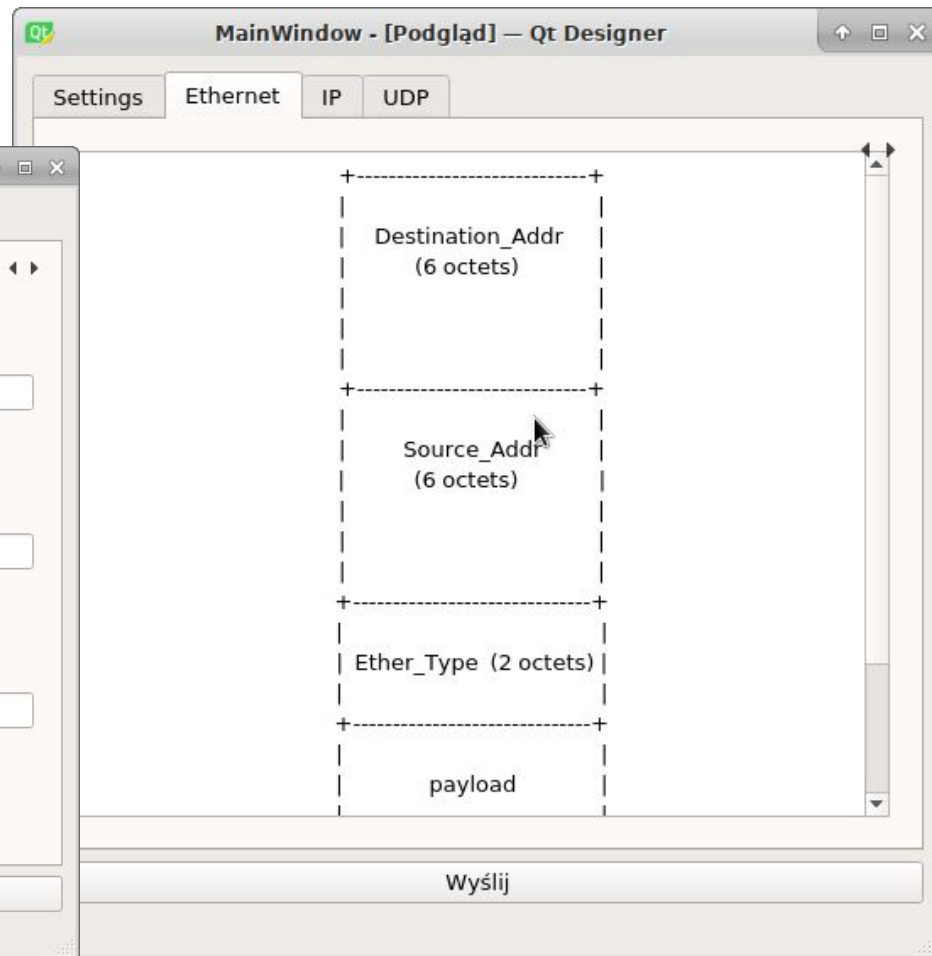 MainWindow - [Podgląd] — Qt Designer
Settings Ethernet IP UDP
+-----------------------------+
| |
| Destination_Addr |
| (6 octets) |
| |
| |
| |
+-----------------------------+
| |
| Source_Addr |
| (6 octets) |
| |
| |
| |
+------------------------------+
| |
| Ether_Type (2 octets) |
| |
+------------------------------+
| |
| payload |
| |
Wyślij